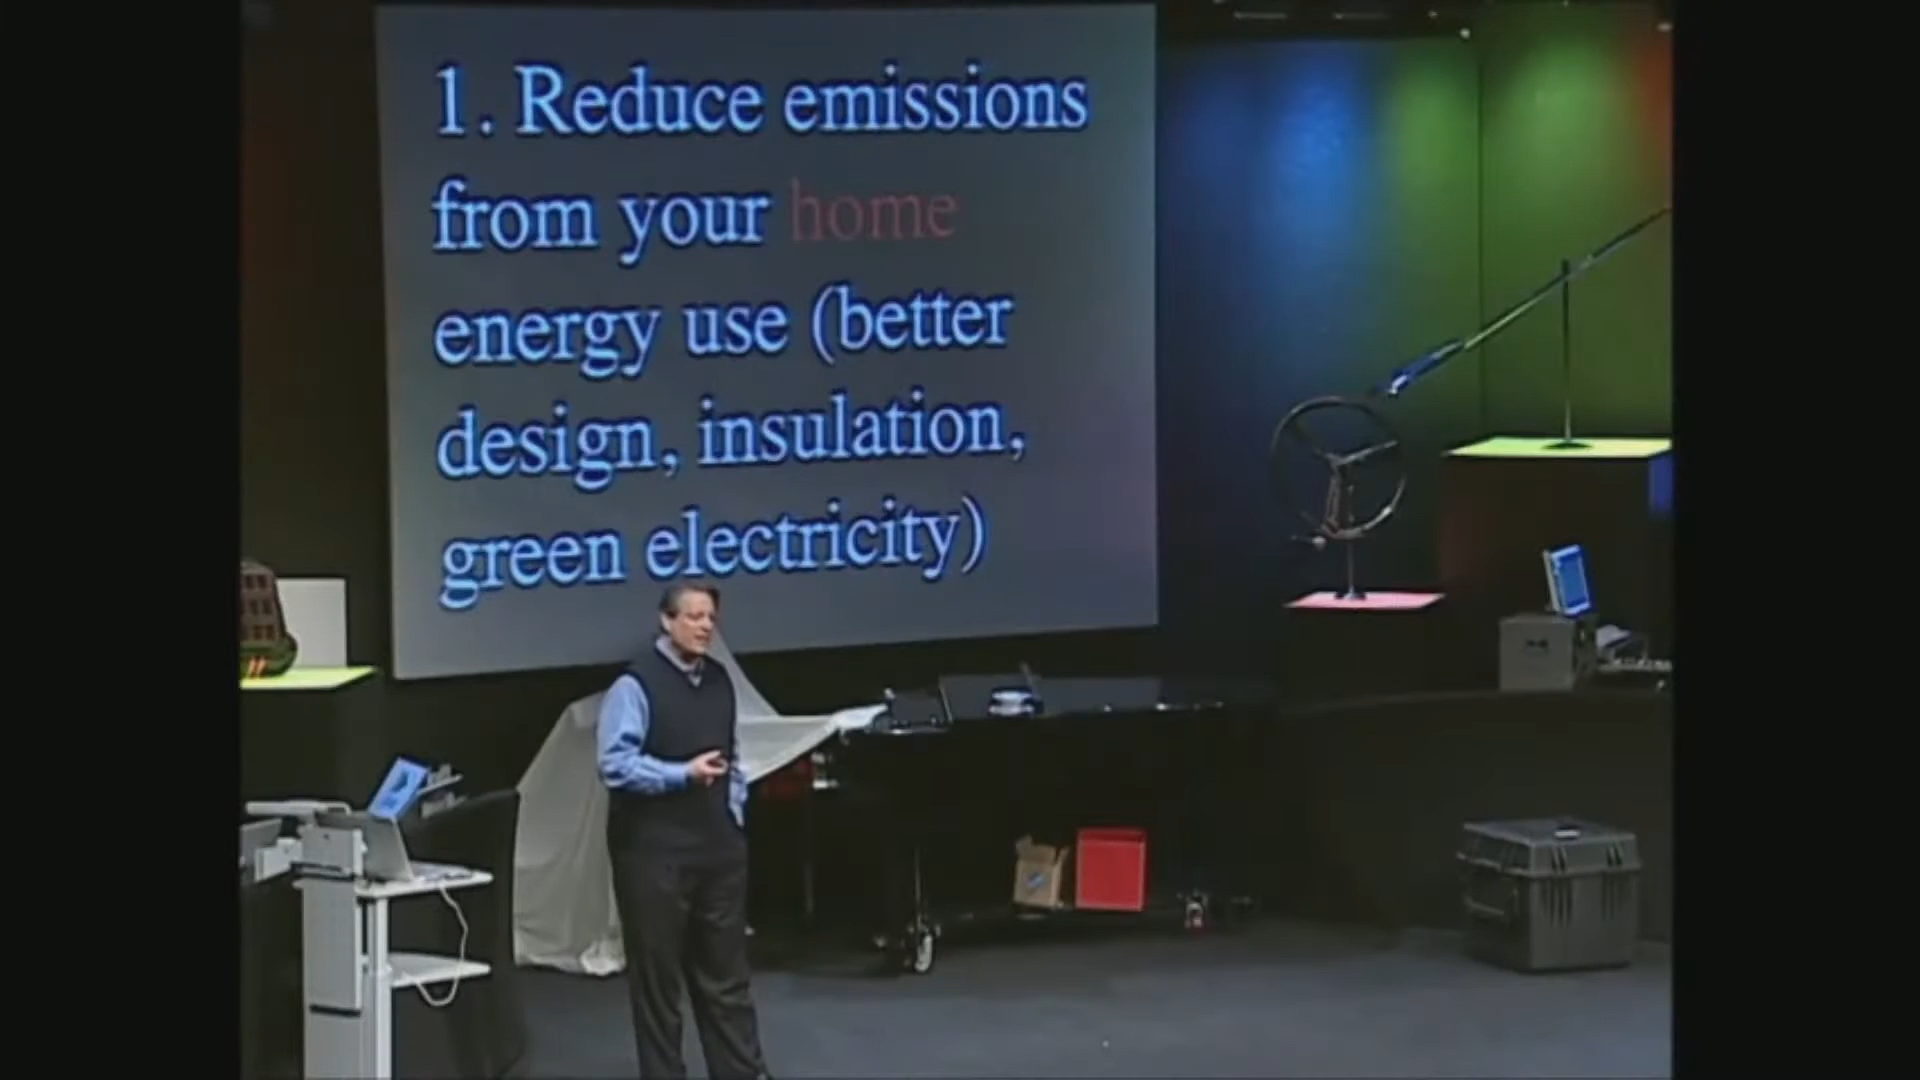 1. Reduce emissions
from your home
energy use (better
design, insulation,
green electricity)